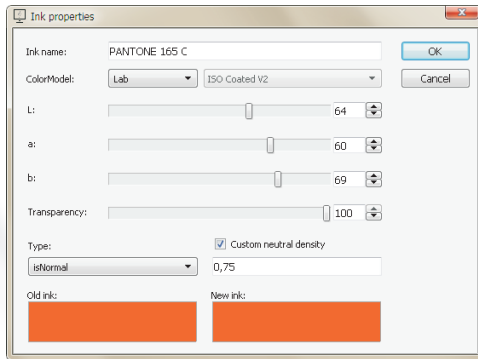 Ink properties
Ink name: PANTONE 165 C OK
ColorModel: Lab ISO Coated V2 Cancel
L: 64
a: 60
b: 69
Transparency: 100
Type: Custom neutral density
isNormal 0,75
Old ink: New ink: